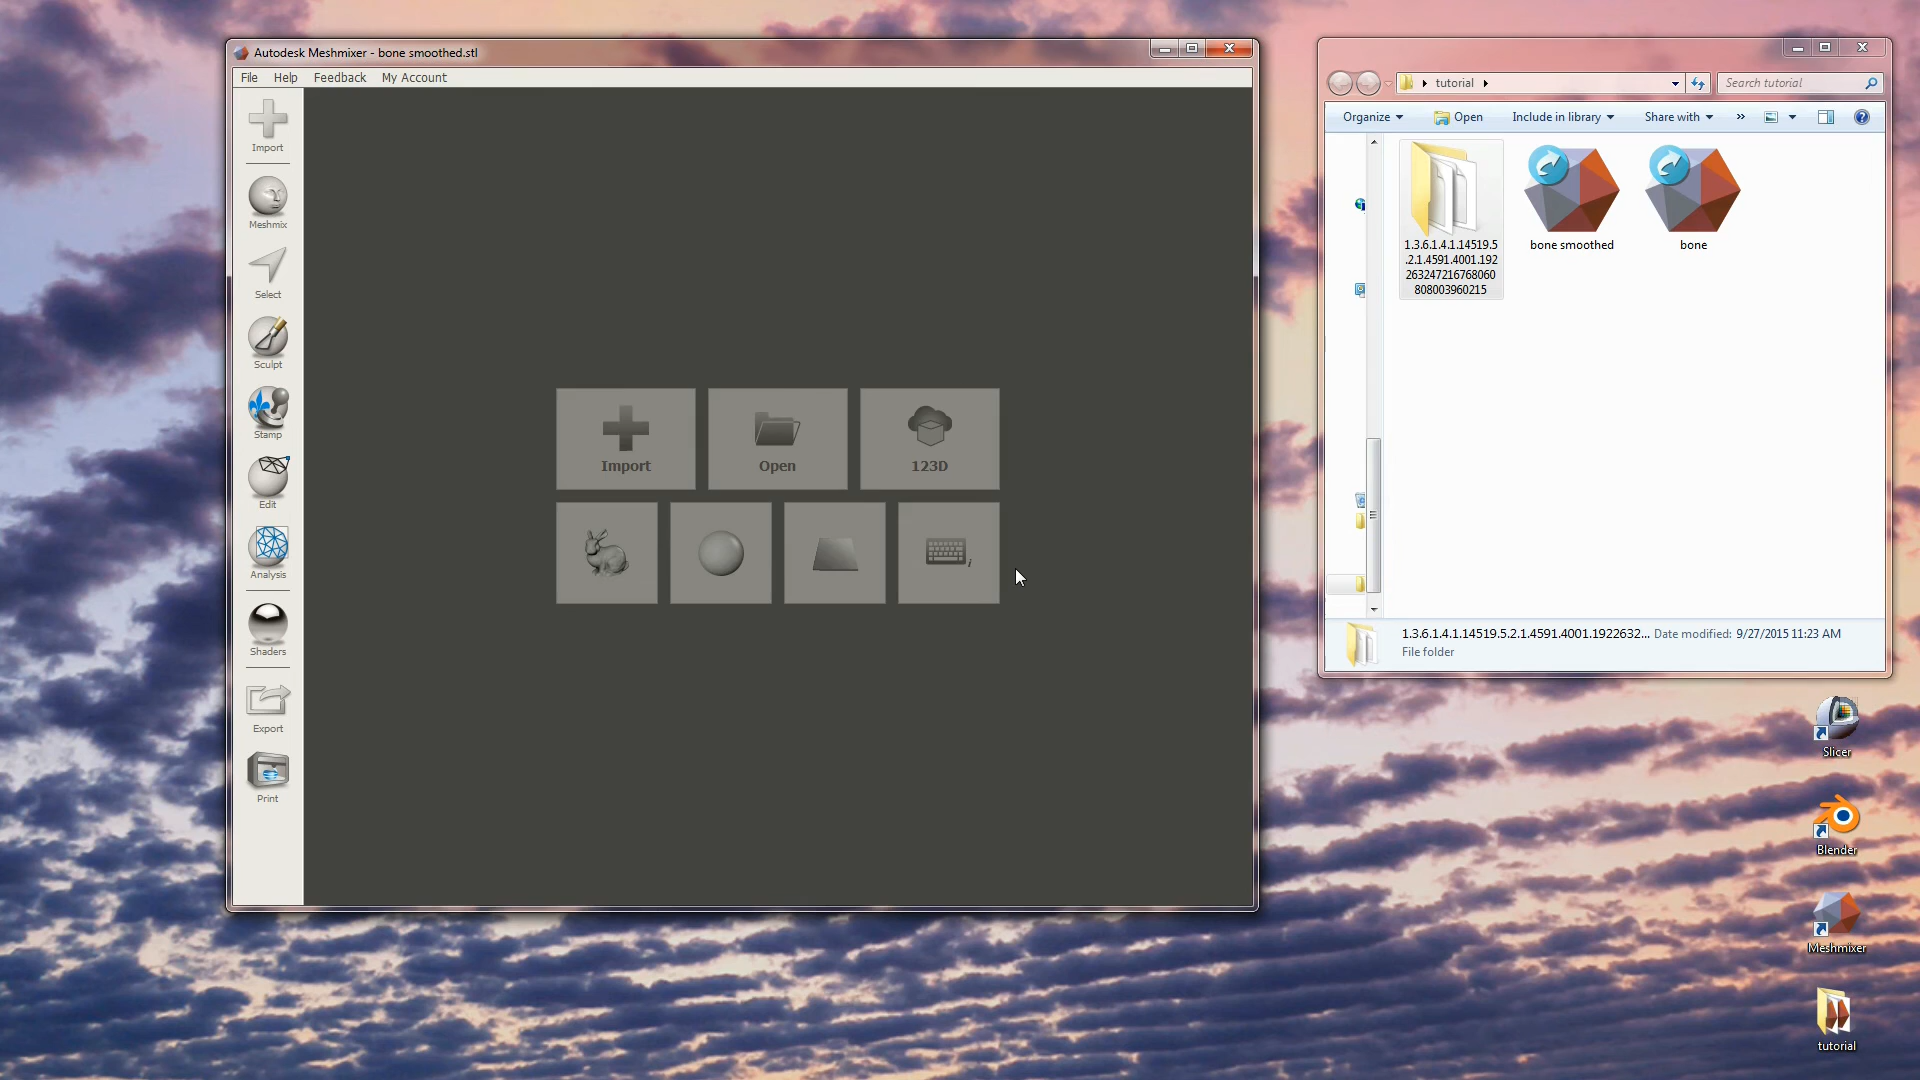 Autodesk Meshmixer - bone smoothed.stl
File Help Feedback My Account
Import
Meshmix
Select
Sculpt
Stamp
Edit
Analysis
Shaders
Export
Print
Import Open 123D
i
tutorial
Search tutorial
Organize Open Include in library Share with »
1.3.6.1.4.1.14519.5
.2.1.4591.4001.192
263247216768060
808003960215
bone smoothed
bone
1.3.6.1.4.1.14519.5.2.1.4591.4001.1922632... Date modified: 9/27/2015 11:23 AM
File folder
Slicer
Blender
Meshmixer
tutorial